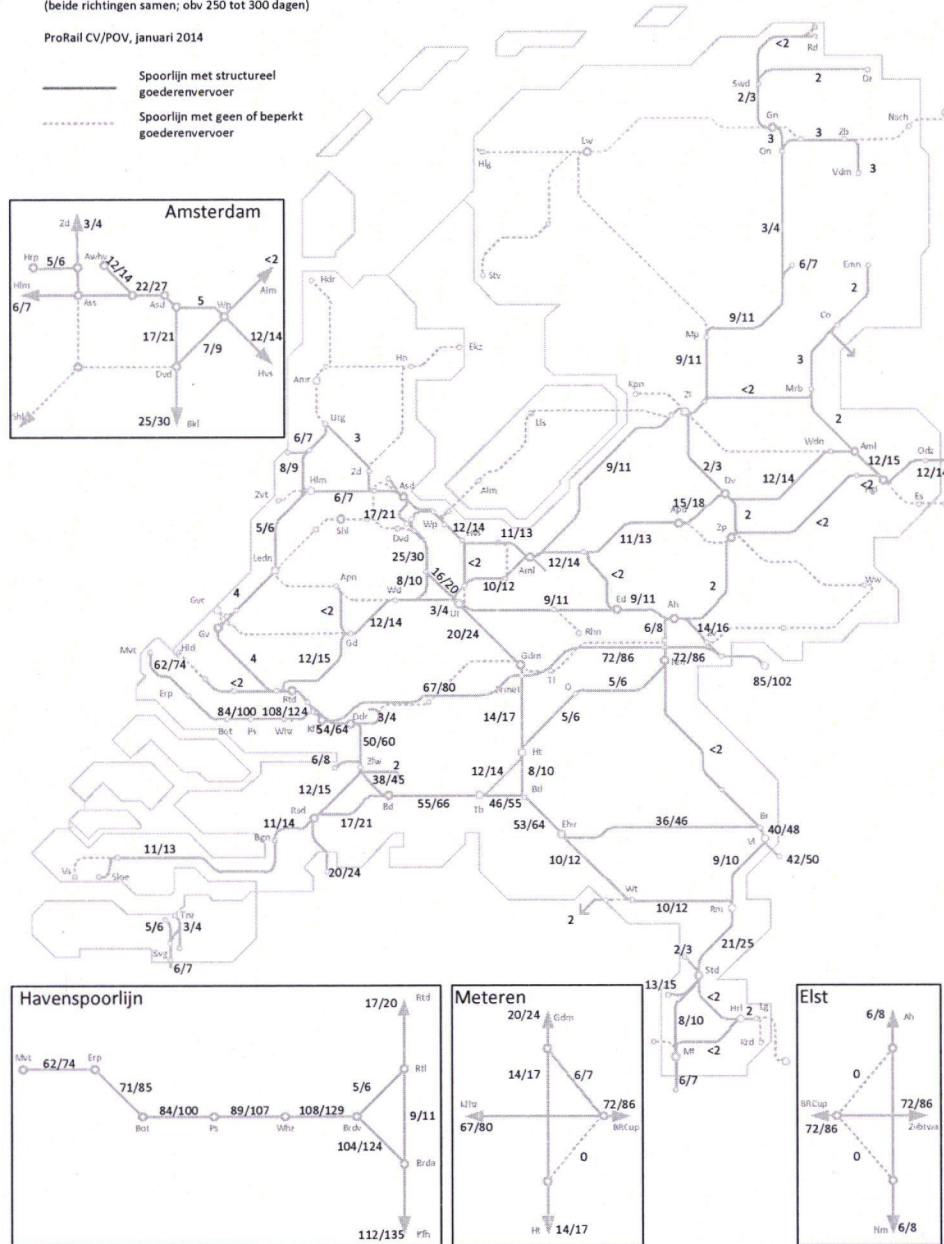 (beide richtingen samen; obv 250 tot 300 dagen)
ProRail CV/POV, januari 2014
Spoorlijn met structureel
goederenvervoer
Spoorlijn met geen of beperkt
goederenvervoer
<2
Rd
Swd
2
2/3
Gn
Nsch
3
3
Zb
Onn
Vdm
3
Lw
Hlg
Stv
3/4
6/7
Emn
2
Co
9/11
Mp
9/11
3
Mrb
<2
2
Amsterdam
Zd
3/4
Hrp
5/6
Awhv
12/14
<2
Hlm
6/7
Ass
22/27
Asd
5
Wp
Alm
17/21
7/9
12/14
Hvs
Dvd
Shl
25/30
Bkl
Hdr
Hn
Ekz
Amr
Utg
6/7
3
8/9
Zd
Kpn
Zl
Lls
9/11
Wdn
Aml
12/15
Odz
12/14
Hgl
<2
Es
Zvt
Hlm
6/7
Asd
Alm
2/3
Dv
12/14
15/18
Apd
2
Zp
<2
17/21
Wp
12/14
Hvs
11/13
5/6
Shl
Dvd
25/30
Amf
12/14
11/13
Ledn
<2
10/12
<2
8/10
16/20
Apn
Wd
3/4
Ut
9/11
Ed
9/11
Ah
2
Ww
Gvc
4
<2
12/14
Gv
Gd
Rhn
6/8
14/16
Zv
20/24
Gdm
Mvt
62/74
Hld
12/15
Tl
72/86
Nm
72/86
85/102
4
<2
Rtd
67/80
5/6
Erp
84/100
108/124
Bot
Ps
Whz
54/64
Ddr
3/4
14/17
5/6
50/60
Ht
6/8
Zlw
2
12/14
8/10
<2
38/45
12/15
Btl
Rsd
Bd
55/66
Tb
46/55
11/14
17/21
53/64
Ehv
36/46
Br
40/48
Vl
42/50
Bgn
11/13
Vs
Sloe
20/24
10/12
9/10
Wt
2
10/12
Rm
Tnz
5/6
3/4
Svg
6/7
21/25
2/3
Std
13/15
<2
8/10
Hrl
2
Lg
Krd
Mt
<2
6/7
Havenspoorlijn
17/20
Rtd
Mvt
62/74
Erp
71/85
5/6
Rtl
84/100
89/107
108/129
9/11
Bot
Ps
Whz
Brdv
104/124
Brda
112/135
Kfh
Meteren
20/24
Gdm
14/17
6/7
72/86
67/80
BRCup
0
Ht
14/17
Elst
6/8
Ah
0
BRCup
72/86
72/86
0
Nm
6/8